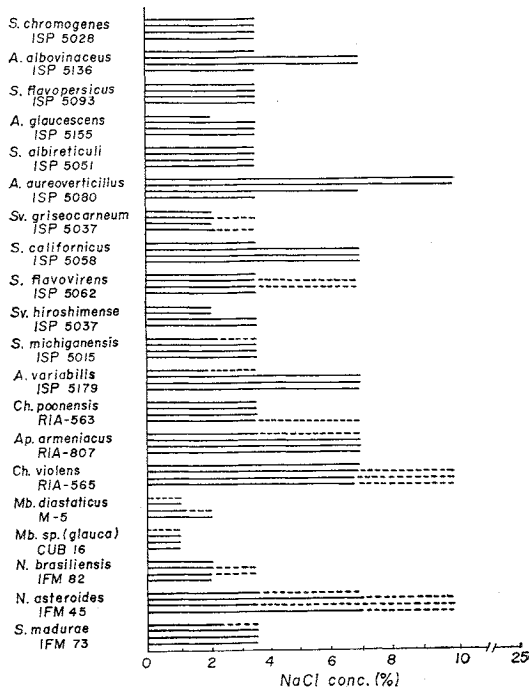 S. chromogenes
ISP 5028
A. albovinaceus
ISP 5136
S. flavopersicus
ISP 5093
A. glaucescens
ISP 5155
S. albireticuli
ISP 5051
A. aureoverticillus
ISP 5080
Sv. griseocarneum
ISP 5037
S. californicus
ISP 5058
S. flavovirens
ISP 5062
Sv. hiroshimense
ISP 5037
S. michiganensis
ISP 5015
A. variabilis
ISP 5179
Ch. poonensis
RIA-563
Ap. armeniacus
RIA-807
Ch. violens
RIA-565
Mb. diastaticus
M-5
Mb. sp. (glauca)
CUB 16
N. brasiliensis
IFM 82
N. asteroides
IFM 45
S. madurae
IFM 73
0 2 4 6 8 10 25
NaCl conc. (%)